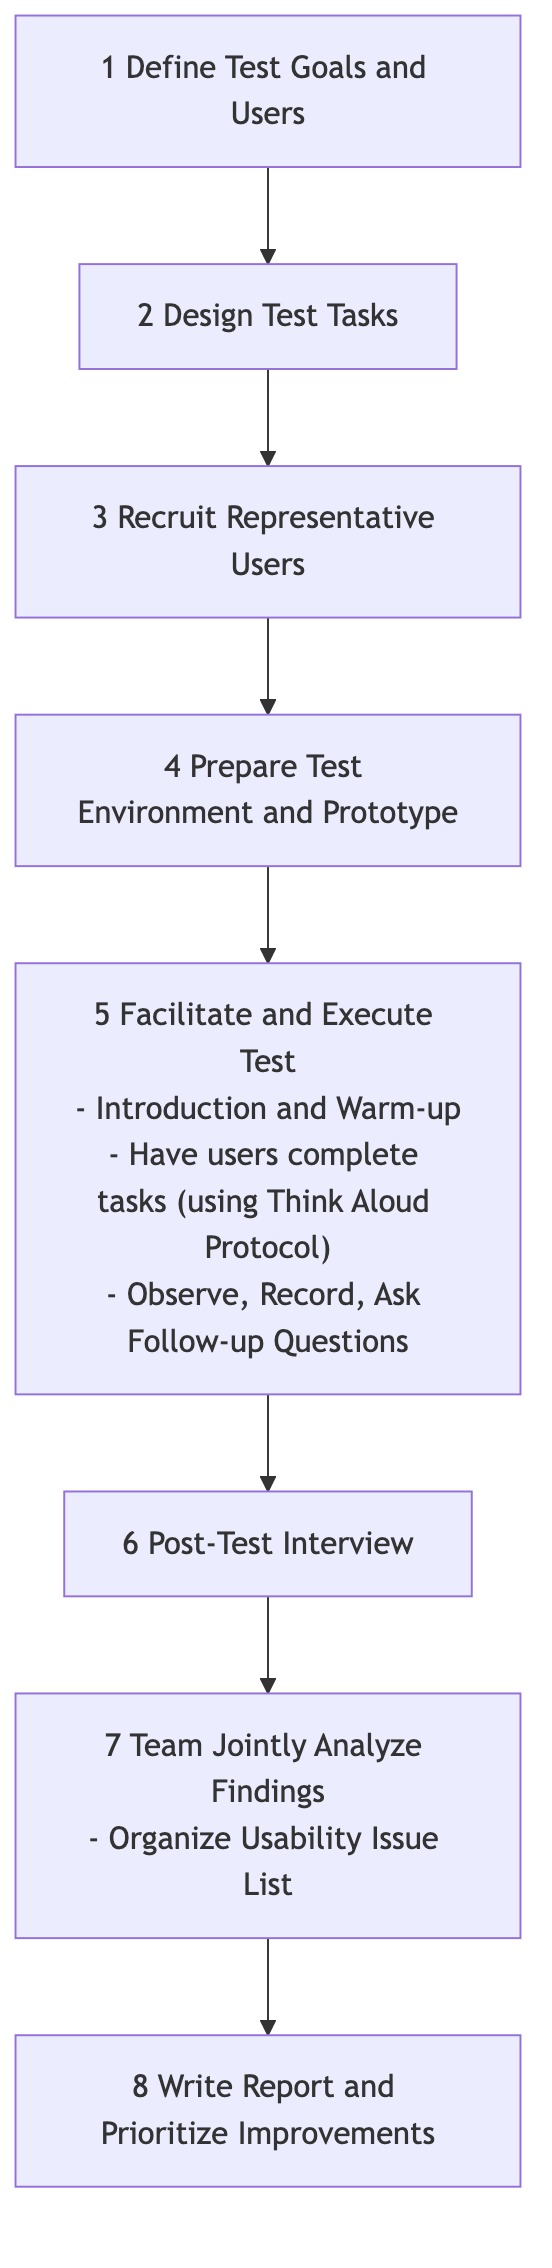 1 Define Test Goals and
Users
2 Design Test Tasks
3 Recruit Representative
Users
4 Prepare Test
Environment and Prototype
5 Facilitate and Execute
Test
- Introduction and Warm-up
- Have users complete
tasks (using Think Aloud
Protocol)
- Observe, Record, Ask
Follow-up Questions
6 Post-Test Interview
7 Team Jointly Analyze
Findings
- Organize Usability Issue
List
8 Write Report and
Prioritize Improvements